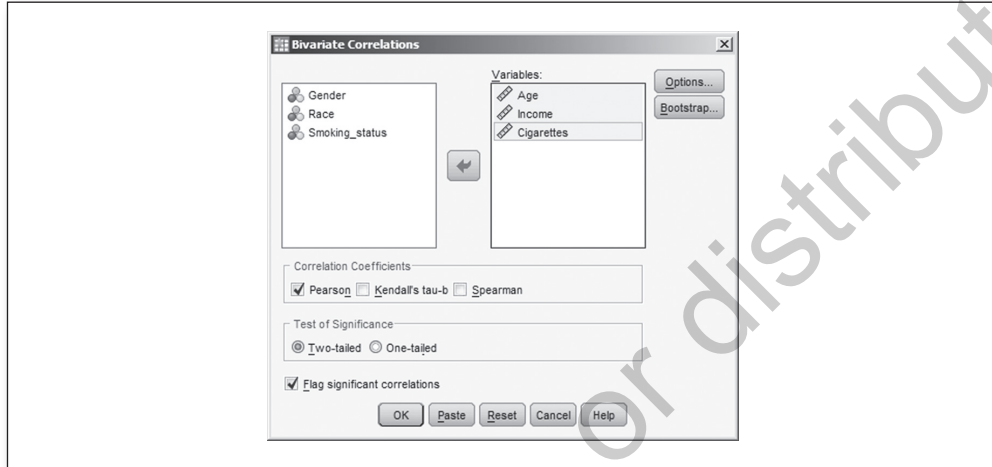 Bivariate Correlations
Gender
Race
Smoking_status
Variables:
Age
Income
Cigarettes
Options...
Bootstrap...
Correlation Coefficients
Pearson Kendall's tau-b Spearman
Test of Significance
Two-tailed One-tailed
Flag significant correlations
OK Paste Reset Cancel Help
or distribut